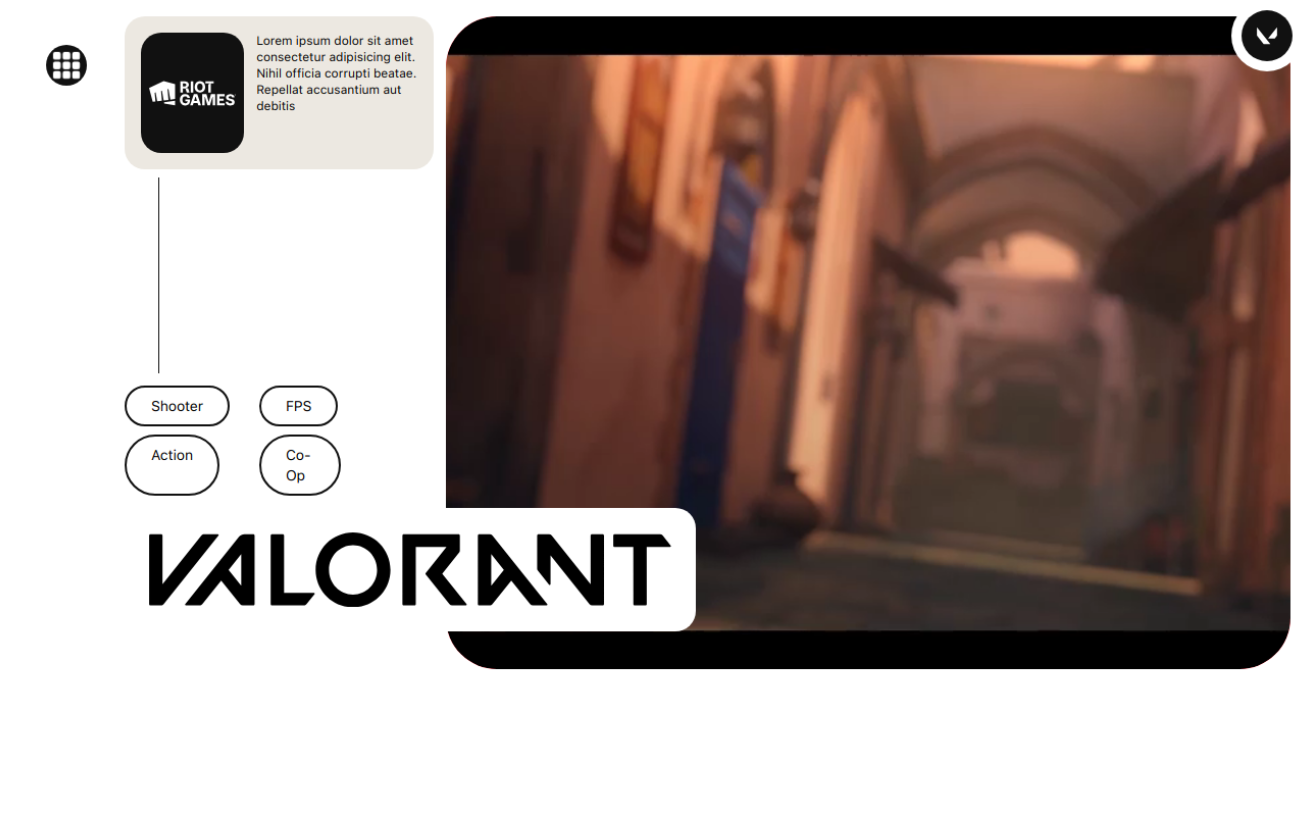 RIOT
GAMES
Lorem ipsum dolor sit amet
consectetur adipisicing elit.
Nihil officia corrupti beatae.
Repellat accusantium aut
debitis
Shooter
FPS
Action
Co-
Op
VALORANT